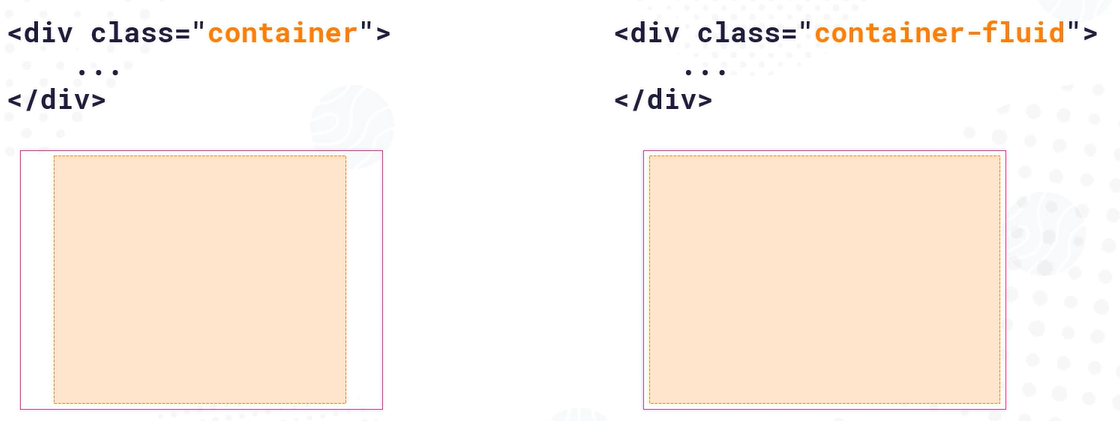 <div class="container">
...
</div>
<div class="container-fluid">
...
</div>